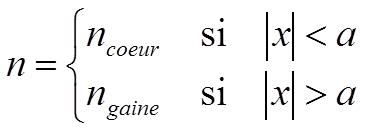 n = { n_coeur si |x| < a
n_gaine si |x| > a